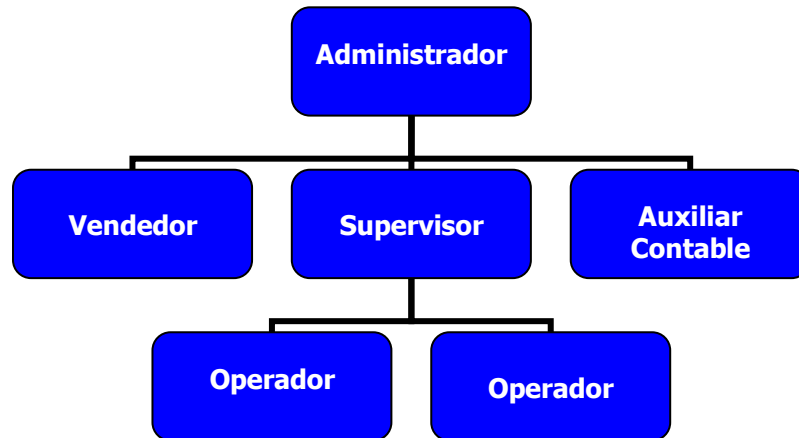 Administrador
Vendedor
Supervisor
Auxiliar
Contable
Operador
Operador